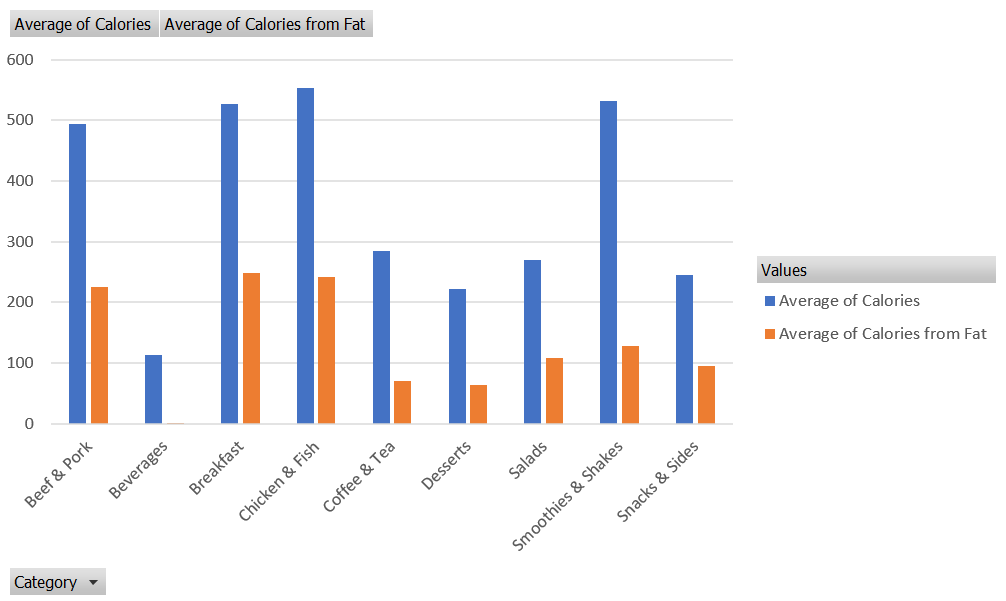 Average of Calories Average of Calories from Fat
600
500
400
300
200
100
0
Beef & Pork
Beverages
Breakfast
Chicken & Fish
Coffee & Tea
Desserts
Salads
Smoothies & Shakes
Snacks & Sides
Values
Average of Calories
Average of Calories from Fat
Category